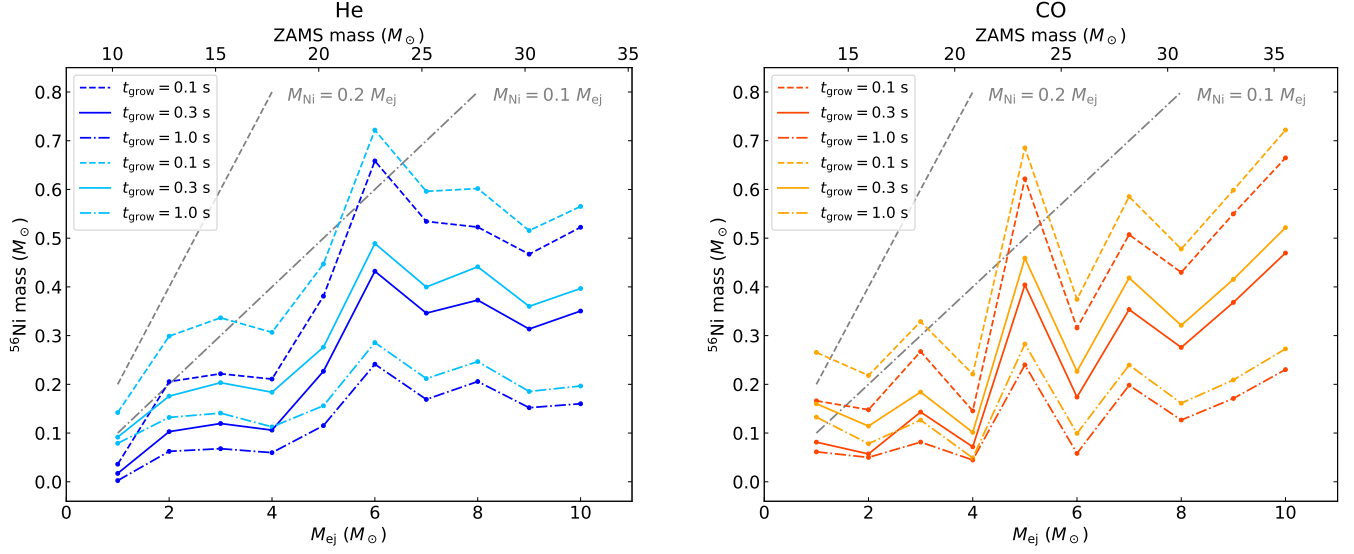 He
ZAMS mass (M⊙)
10 15 20 25 30 35
t_grow = 0.1 s
t_grow = 0.3 s
t_grow = 1.0 s
t_grow = 0.1 s
t_grow = 0.3 s
t_grow = 1.0 s
M_Ni = 0.2 M_ej
M_Ni = 0.1 M_ej
⁵⁶Ni mass (M⊙)
0.8
0.7
0.6
0.5
0.4
0.3
0.2
0.1
0.0
0 2 4 6 8 10
M_ej (M⊙)
CO
ZAMS mass (M⊙)
15 20 25 30 35
t_grow = 0.1 s
t_grow = 0.3 s
t_grow = 1.0 s
t_grow = 0.1 s
t_grow = 0.3 s
t_grow = 1.0 s
M_Ni = 0.2 M_ej
M_Ni = 0.1 M_ej
⁵⁶Ni mass (M⊙)
0.8
0.7
0.6
0.5
0.4
0.3
0.2
0.1
0.0
0 2 4 6 8 10
M_ej (M⊙)